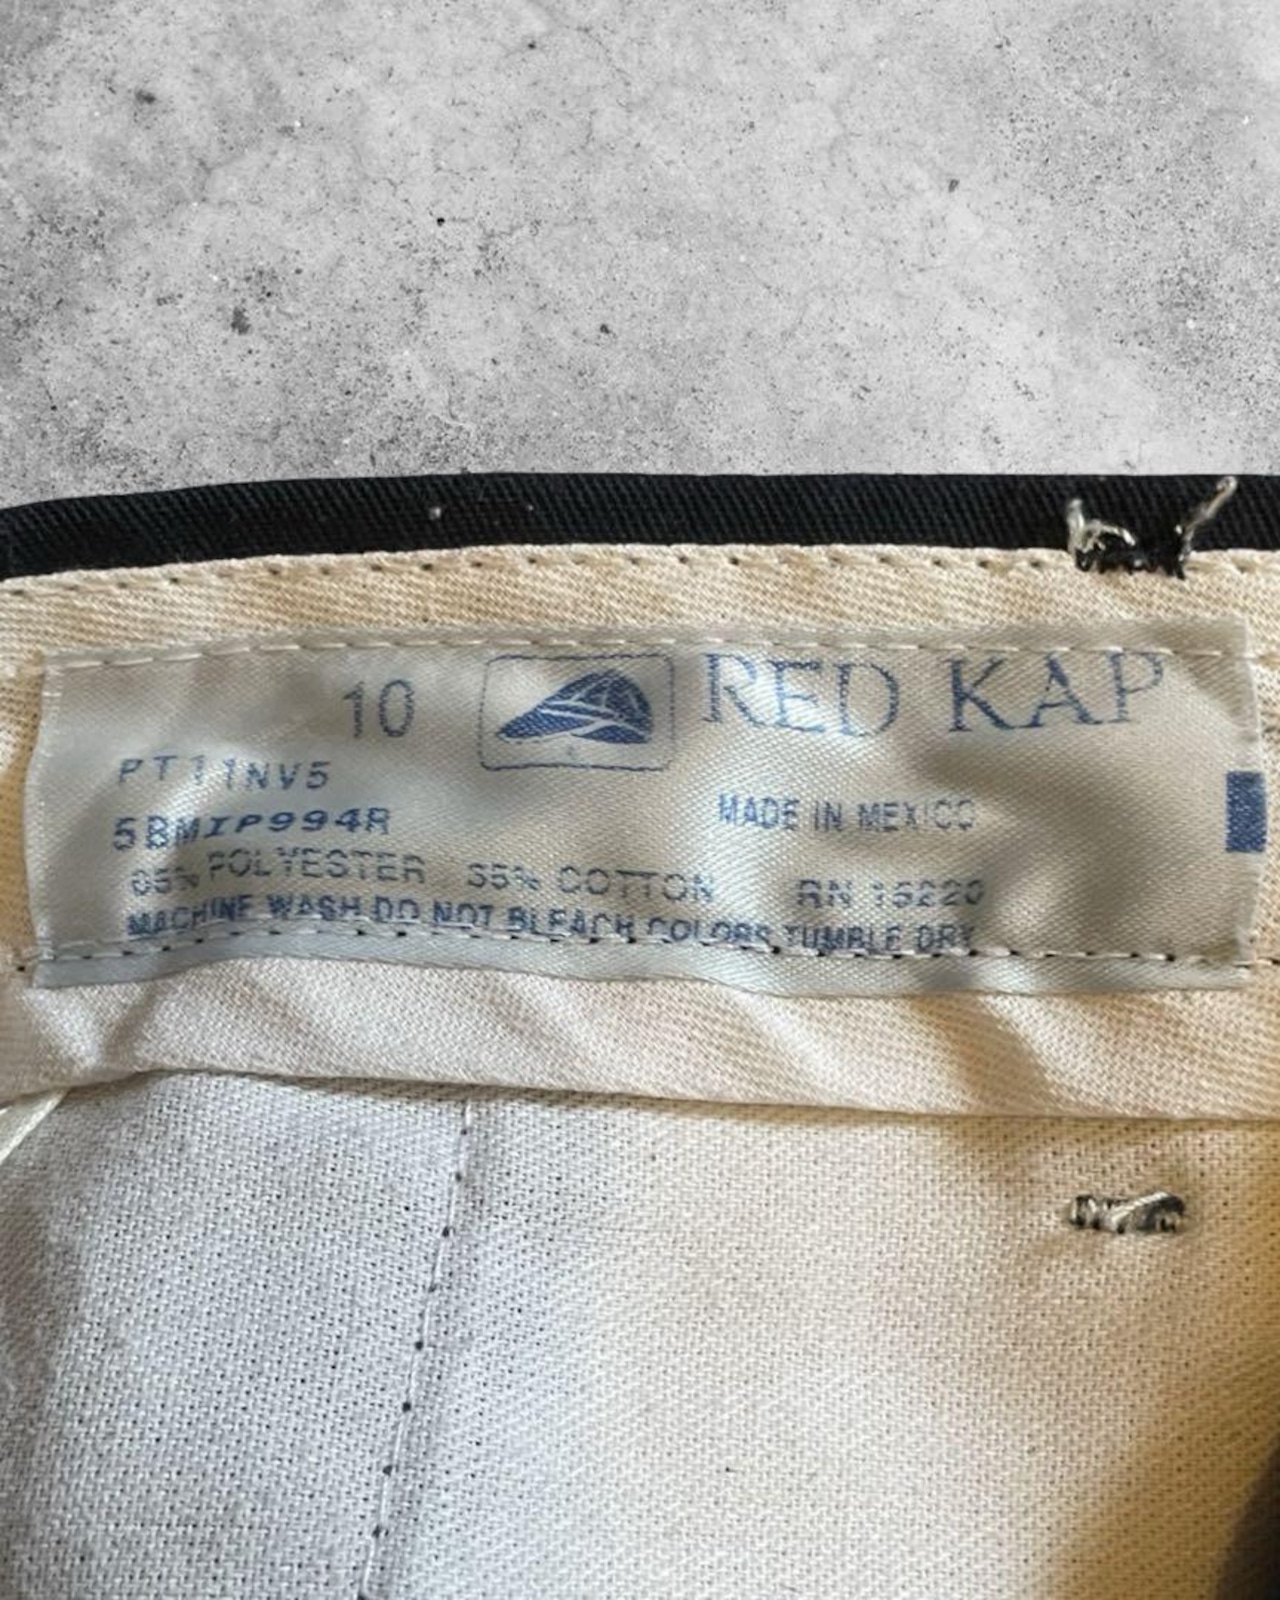 10 RED KAP
PT11NV5
5BMIP994R MADE IN MEXICO
65% POLYESTER 35% COTTON RN 15220
MACHINE WASH DO NOT BLEACH COLORS TUMBLE DRY